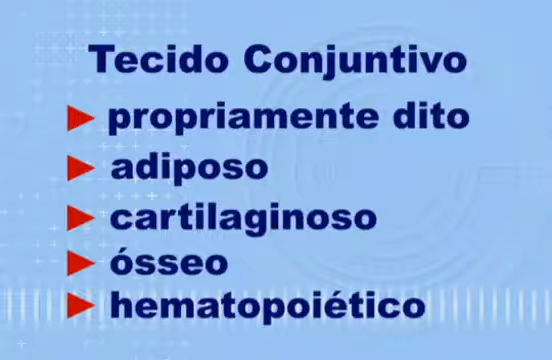 Tecido Conjuntivo
propriamente dito
adiposo
cartilaginoso
ósseo
hematopoiético